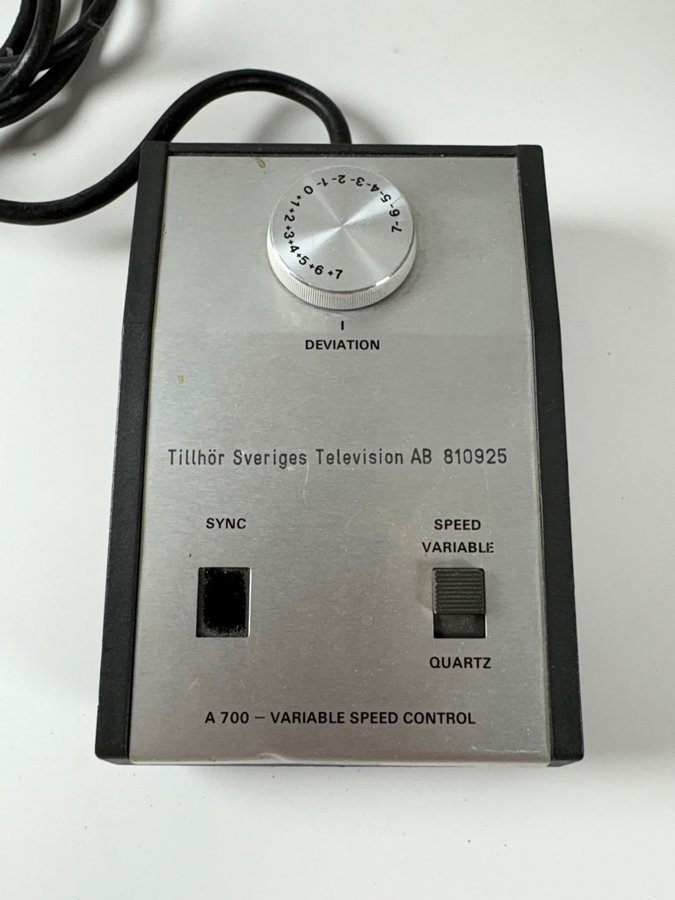 -7-6-5-4-3-2-1-0+1+2+3+4+5+6+7
I
DEVIATION
Tillhör Sveriges Television AB 810925
SYNC
SPEED
VARIABLE
QUARTZ
A 700 – VARIABLE SPEED CONTROL